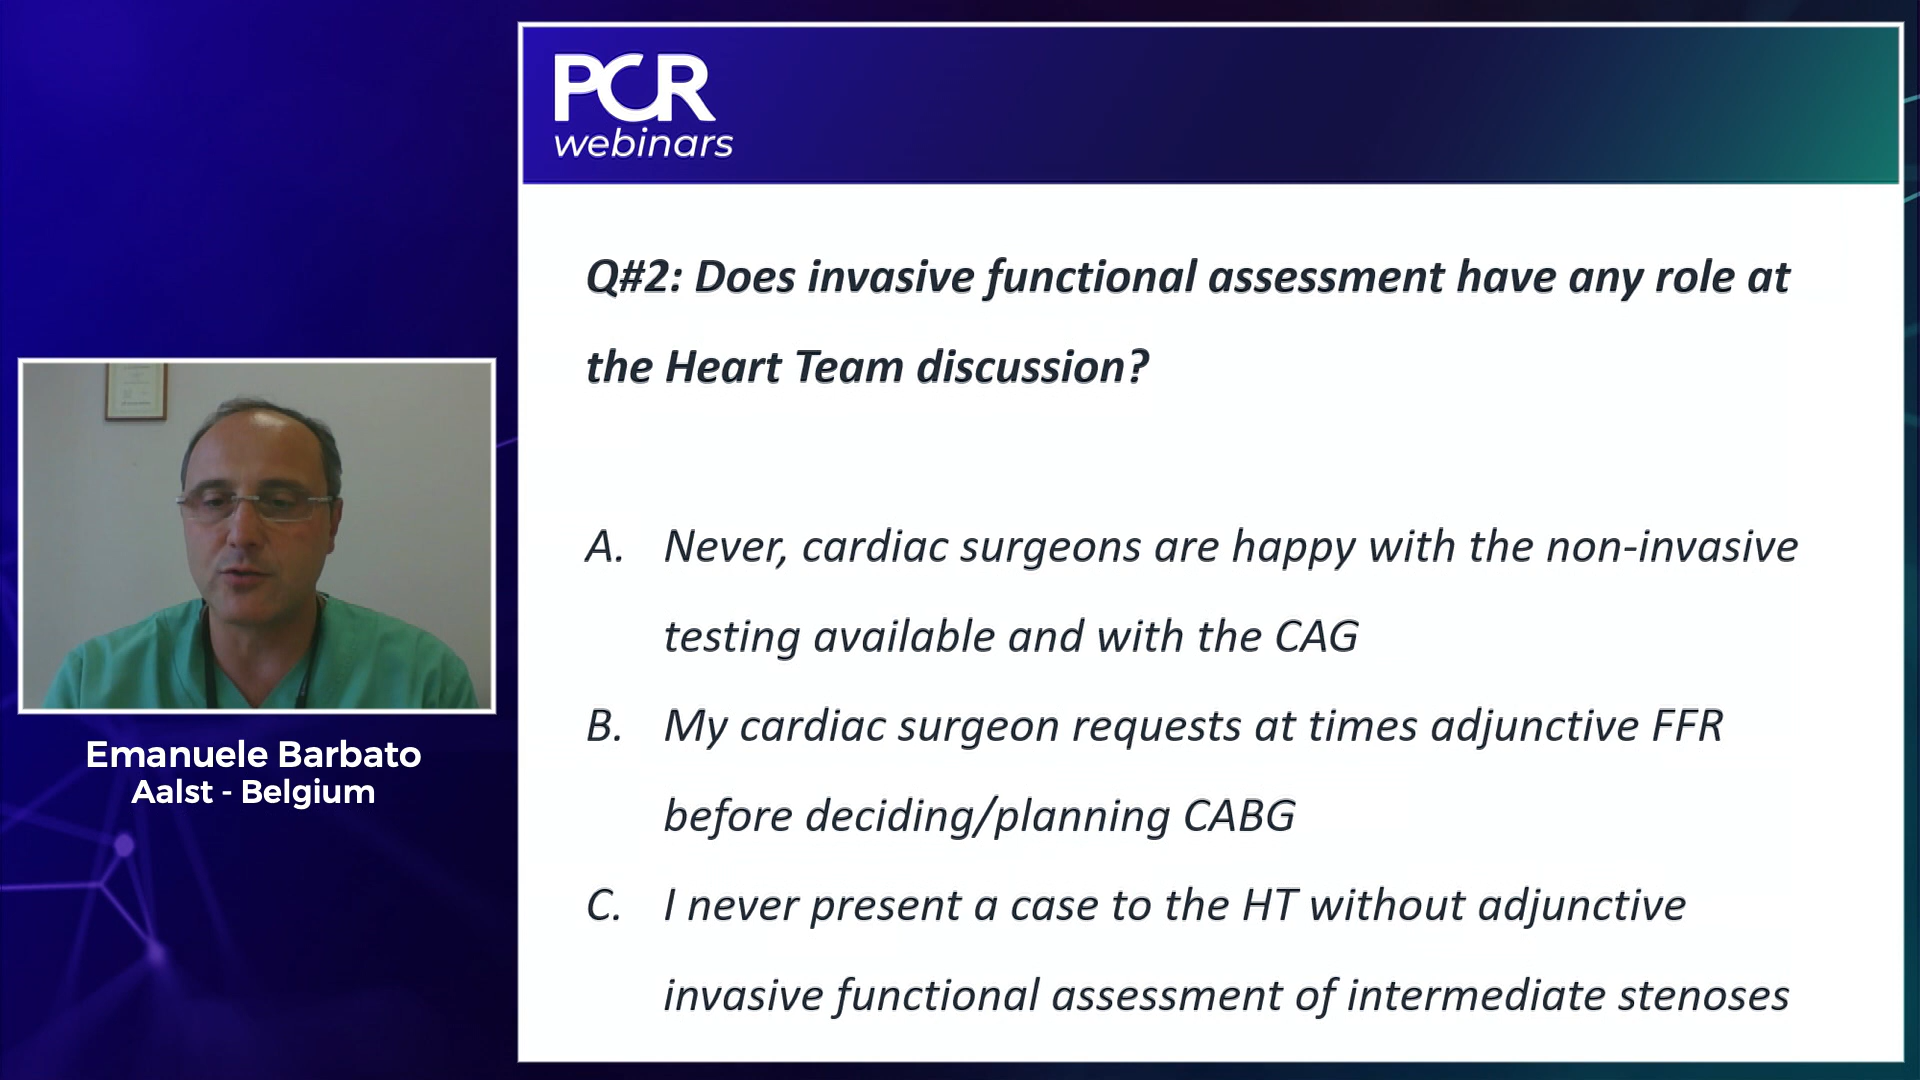 PCR
webinars
Q#2: Does invasive functional assessment have any role at
the Heart Team discussion?
A. Never, cardiac surgeons are happy with the non-invasive
testing available and with the CAG
B. My cardiac surgeon requests at times adjunctive FFR
before deciding/planning CABG
C. I never present a case to the HT without adjunctive
invasive functional assessment of intermediate stenoses
Emanuele Barbato
Aalst - Belgium